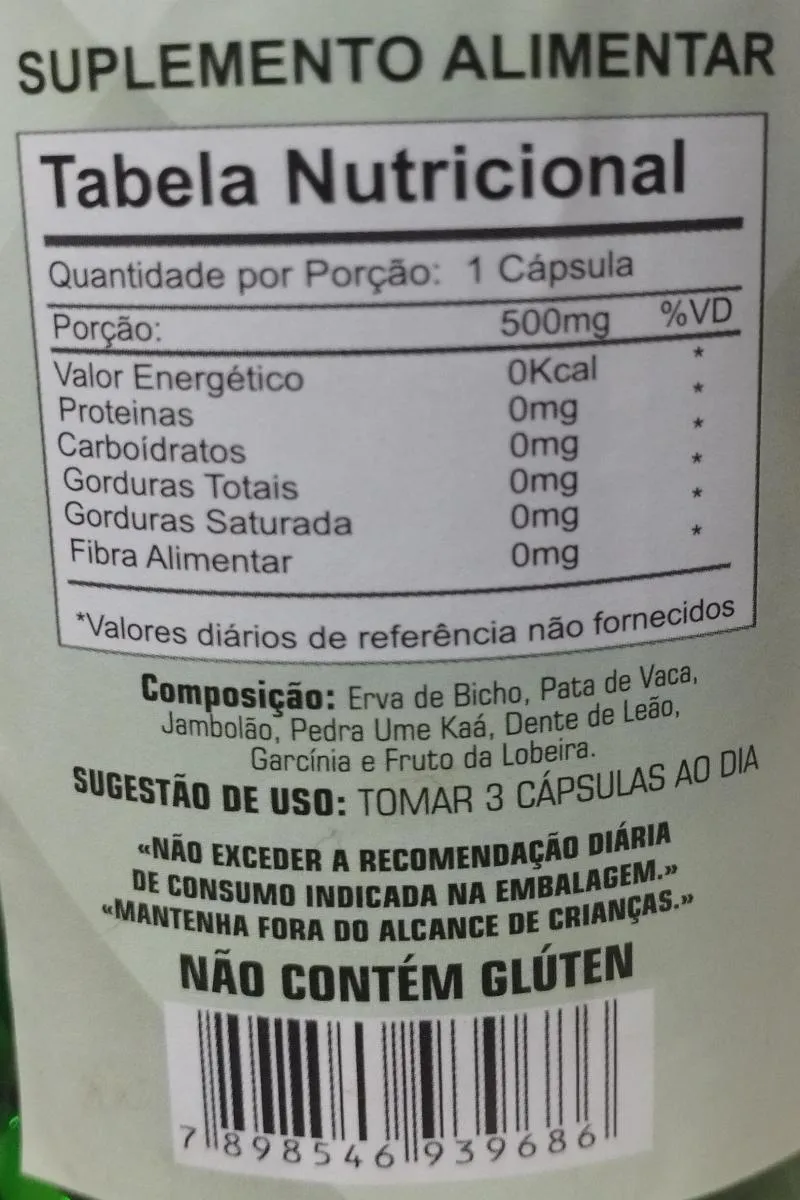 SUPLEMENTO ALIMENTAR
Tabela Nutricional
Quantidade por Porção: 1 Cápsula
Porção: 500mg %VD
Valor Energético 0Kcal *
Proteinas 0mg *
Carboídratos 0mg *
Gorduras Totais 0mg *
Gorduras Saturada 0mg *
Fibra Alimentar 0mg *
*Valores diários de referência não fornecidos
Composição: Erva de Bicho, Pata de Vaca,
Jambolão, Pedra Ume Kaá, Dente de Leão,
Garcínia e Fruto da Lobeira.
SUGESTÃO DE USO: TOMAR 3 CÁPSULAS AO DIA
«NÃO EXCEDER A RECOMENDAÇÃO DIÁRIA
DE CONSUMO INDICADA NA EMBALAGEM.»
«MANTENHA FORA DO ALCANCE DE CRIANÇAS.»
NÃO CONTÉM GLÚTEN
7 898546 939686